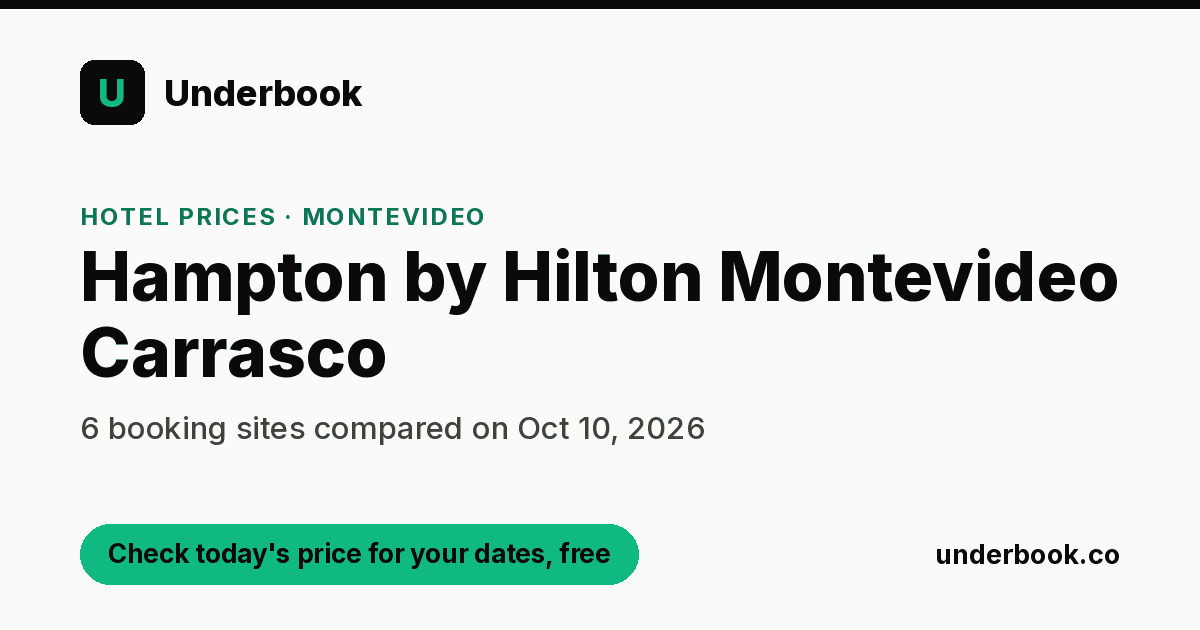 U Underbook
HOTEL PRICES · MONTEVIDEO
Hampton by Hilton Montevideo
Carrasco
6 booking sites compared on Oct 10, 2026
Check today's price for your dates, free
underbook.co